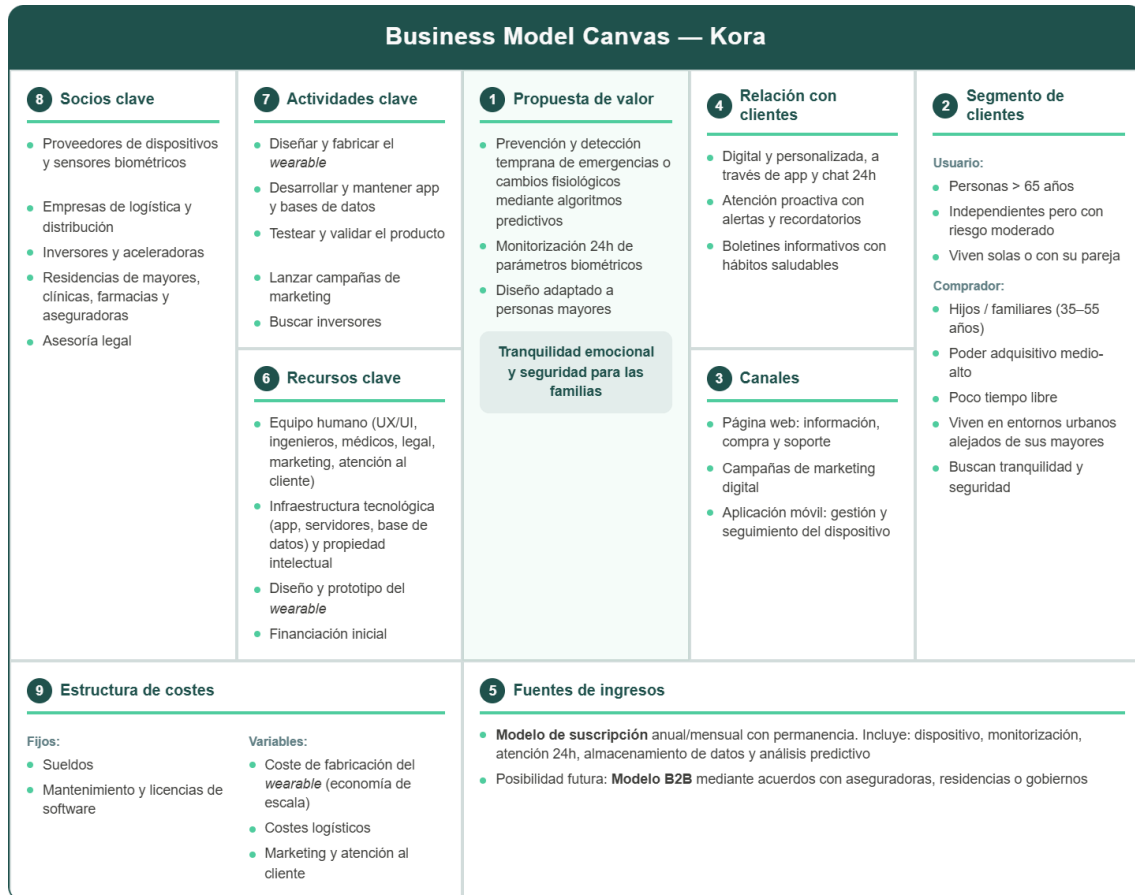 Business Model Canvas — Kora
8 Socios clave
Proveedores de dispositivos
y sensores biométricos
Empresas de logística y
distribución
Inversores y aceleradoras
Residencias de mayores,
clínicas, farmacias y
aseguradoras
Asesoría legal
7 Actividades clave
Diseñar y fabricar el
wearable
Desarrollar y mantener app
y bases de datos
Testear y validar el producto
Lanzar campañas de
marketing
Buscar inversores
6 Recursos clave
Equipo humano (UX/UI,
ingenieros, médicos, legal,
marketing, atención al
cliente)
Infraestructura tecnológica
(app, servidores, base de
datos) y propiedad
intelectual
Diseño y prototipo del
wearable
Financiación inicial
1 Propuesta de valor
Prevención y detección
temprana de emergencias o
cambios fisiológicos
mediante algoritmos
predictivos
Monitorización 24h de
parámetros biométricos
Diseño adaptado a
personas mayores
Tranquilidad emocional
y seguridad para las
familias
4 Relación con
clientes
Digital y personalizada, a
través de app y chat 24h
Atención proactiva con
alertas y recordatorios
Boletines informativos con
hábitos saludables
3 Canales
Página web: información,
compra y soporte
Campañas de marketing
digital
Aplicación móvil: gestión y
seguimiento del dispositivo
2 Segmento de
clientes
Usuario:
Personas > 65 años
Independientes pero con
riesgo moderado
Viven solas o con su pareja
Comprador:
Hijos / familiares (35–55
años)
Poder adquisitivo medio-
alto
Poco tiempo libre
Viven en entornos urbanos
alejados de sus mayores
Buscan tranquilidad y
seguridad
9 Estructura de costes
Fijos:
Sueldos
Mantenimiento y licencias de
software
Variables:
Coste de fabricación del
wearable (economía de
escala)
Costes logísticos
Marketing y atención al
cliente
5 Fuentes de ingresos
Modelo de suscripción anual/mensual con permanencia. Incluye: dispositivo, monitorización,
atención 24h, almacenamiento de datos y análisis predictivo
Posibilidad futura: Modelo B2B mediante acuerdos con aseguradoras, residencias o gobiernos